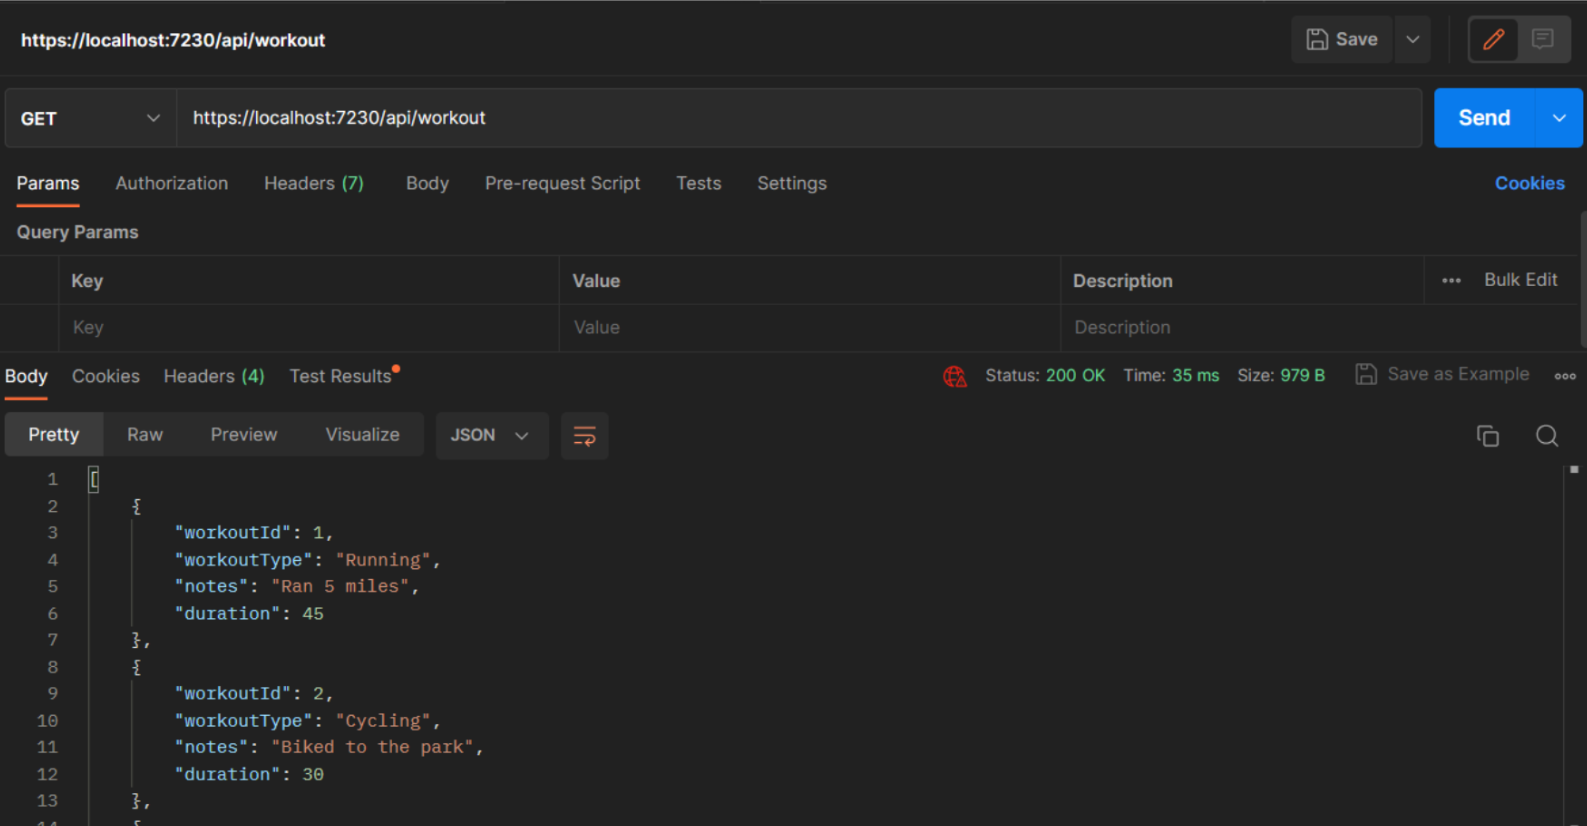 https://localhost:7230/api/workout Save
GET https://localhost:7230/api/workout Send
Params Authorization Headers (7) Body Pre-request Script Tests Settings Cookies
Query Params
Key Value Description ••• Bulk Edit
Key Value Description
Body Cookies Headers (4) Test Results Status: 200 OK Time: 35 ms Size: 979 B Save as Example
Pretty Raw Preview Visualize JSON
1 [
2 {
3 "workoutId": 1,
4 "workoutType": "Running",
5 "notes": "Ran 5 miles",
6 "duration": 45
7 },
8 {
9 "workoutId": 2,
10 "workoutType": "Cycling",
11 "notes": "Biked to the park",
12 "duration": 30
13 },
14 {